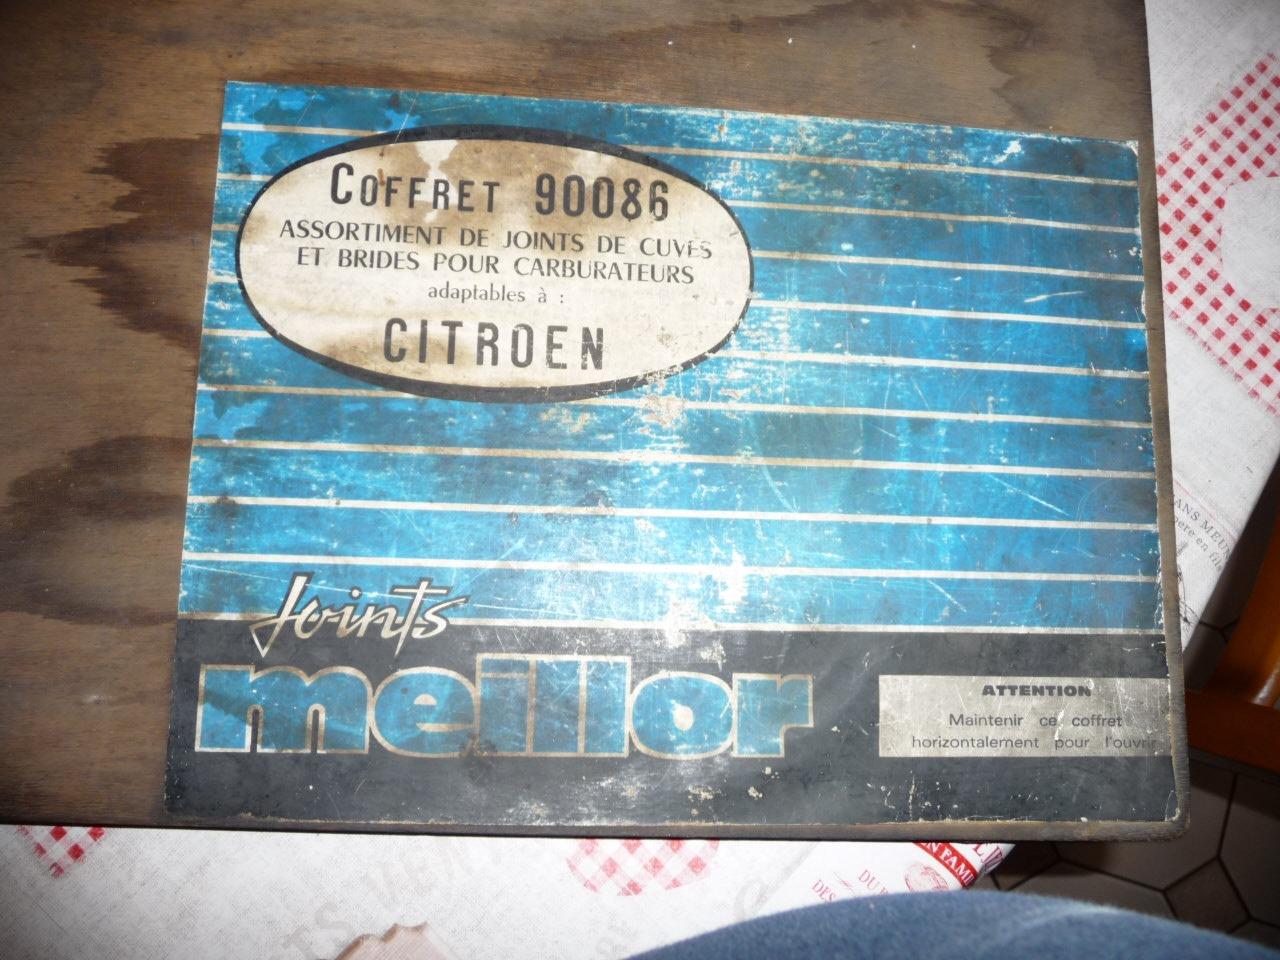 COFFRET 90086
ASSORTIMENT DE JOINTS DE CUVES
ET BRIDES POUR CARBURATEURS
adaptables à :
CITROEN
Joints
meillor
ATTENTION
Maintenir ce coffret
horizontalement pour l'ouvrir